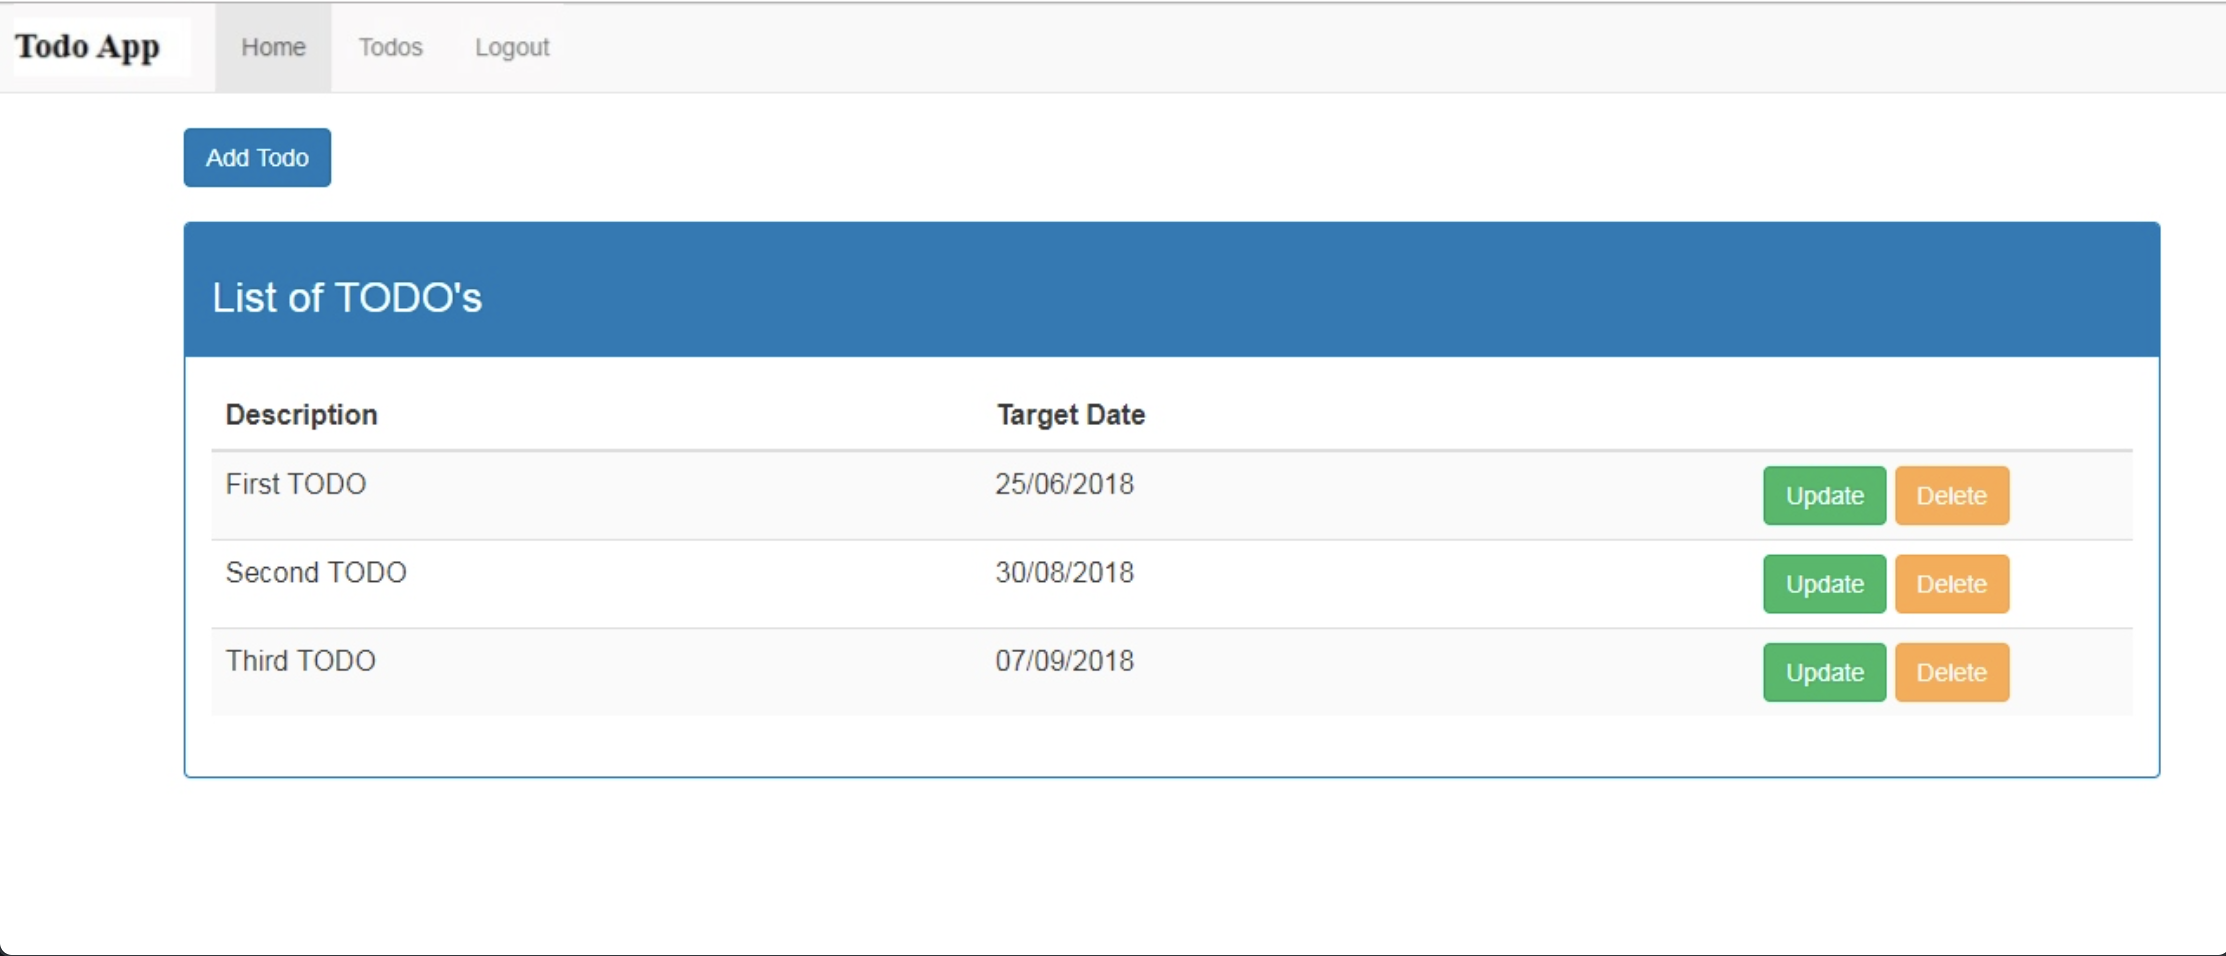 Todo App Home Todos Logout
Add Todo
List of TODO's
Description Target Date
First TODO 25/06/2018 Update Delete
Second TODO 30/08/2018 Update Delete
Third TODO 07/09/2018 Update Delete